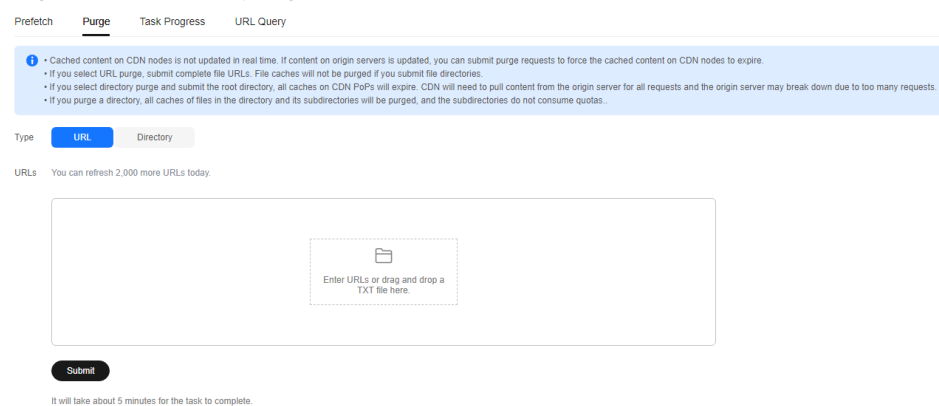 Prefetch Purge Task Progress URL Query
• Cached content on CDN nodes is not updated in real time. If content on origin servers is updated, you can submit purge requests to force the cached content on CDN nodes to expire.
• If you select URL purge, submit complete file URLs. File caches will not be purged if you submit file directories.
• If you select directory purge and submit the root directory, all caches on CDN PoPs will expire. CDN will need to pull content from the origin server for all requests and the origin server may break down due to too many requests.
• If you purge a directory, all caches of files in the directory and its subdirectories will be purged, and the subdirectories do not consume quotas..
Type URL Directory
URLs You can refresh 2,000 more URLs today.
Enter URLs or drag and drop a
TXT file here.
Submit
It will take about 5 minutes for the task to complete.